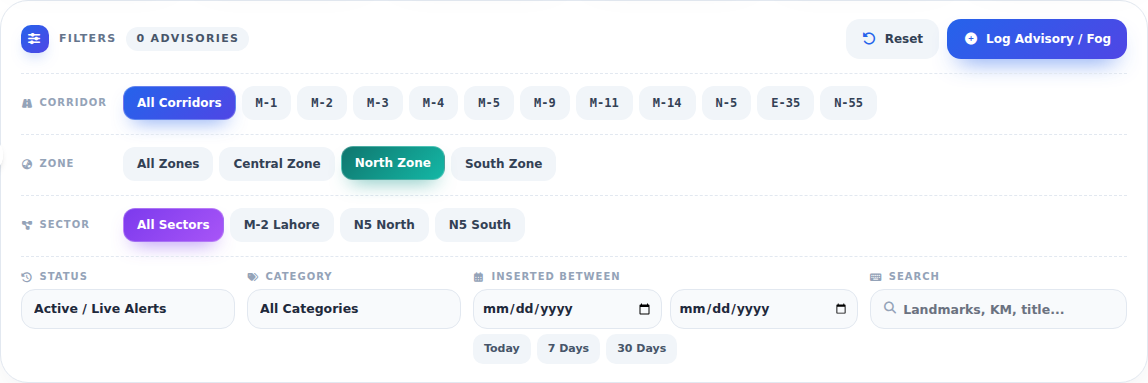 FILTERS 0 ADVISORIES Reset Log Advisory / Fog
CORRIDOR All Corridors M-1 M-2 M-3 M-4 M-5 M-9 M-11 M-14 N-5 E-35 N-55
ZONE All Zones Central Zone North Zone South Zone
SECTOR All Sectors M-2 Lahore N5 North N5 South
STATUS CATEGORY INSERTED BETWEEN SEARCH
Active / Live Alerts All Categories mm/dd/yyyy mm/dd/yyyy Landmarks, KM, title...
Today 7 Days 30 Days